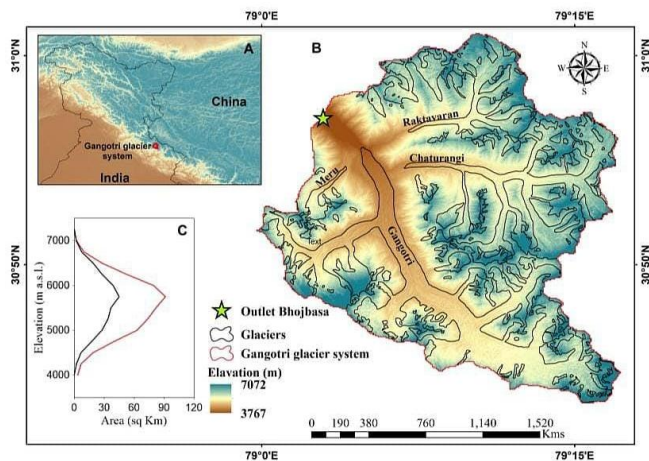 79°0'E
79°15'E
31°0'N
30°50'N
A
China
Gangotri glacier
system
India
B
N
W
E
S
Raktavaran
Chaturangi
Meru
Text
Gangotri
C
7000
6000
5000
4000
Elevation (m a.s.l.)
0
30
60
90
120
Area (sq Km)
Outlet Bhojbasa
Glaciers
Gangotri glacier system
Elavation (m)
7072
3767
0 190 380 760 1,140 1,520
Kms
79°0'E
79°15'E
31°0'N
30°50'N